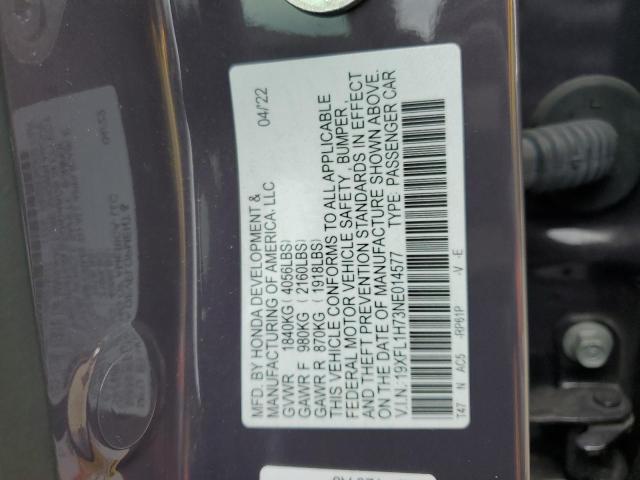 MFD. BY HONDA DEVELOPMENT &
MANUFACTURING OF AMERICA, LLC 04/'22
GVWR 1840KG ( 4056LBS)
GAWR F 980KG ( 2160LBS)
GAWR R 870KG ( 1918LBS)
THIS VEHICLE CONFORMS TO ALL APPLICABLE
FEDERAL MOTOR VEHICLE SAFETY, BUMPER,
AND THEFT PREVENTION STANDARDS IN EFFECT
ON THE DATE OF MANUFACTURE SHOWN ABOVE.
V.I.N.:19XFL1H73NE014577 TYPE: PASSENGER CAR
T47 N AC5 -RP61P -V -E